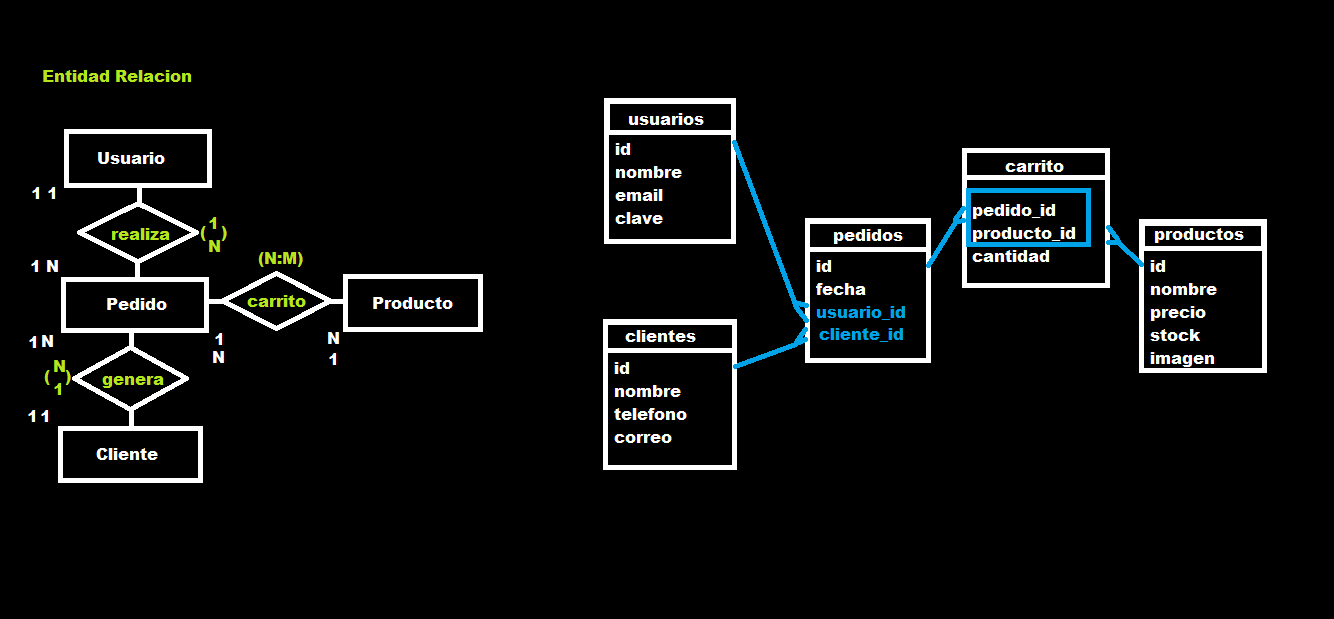 Entidad Relacion
Usuario
1 1
realiza
(1
N)
1 N
Pedido
(N:M)
carrito
Producto
1
N
N
1
1 N
(N
1)
genera
1 1
Cliente
usuarios
id
nombre
email
clave
clientes
id
nombre
telefono
correo
pedidos
id
fecha
usuario_id
cliente_id
carrito
pedido_id
producto_id
cantidad
productos
id
nombre
precio
stock
imagen